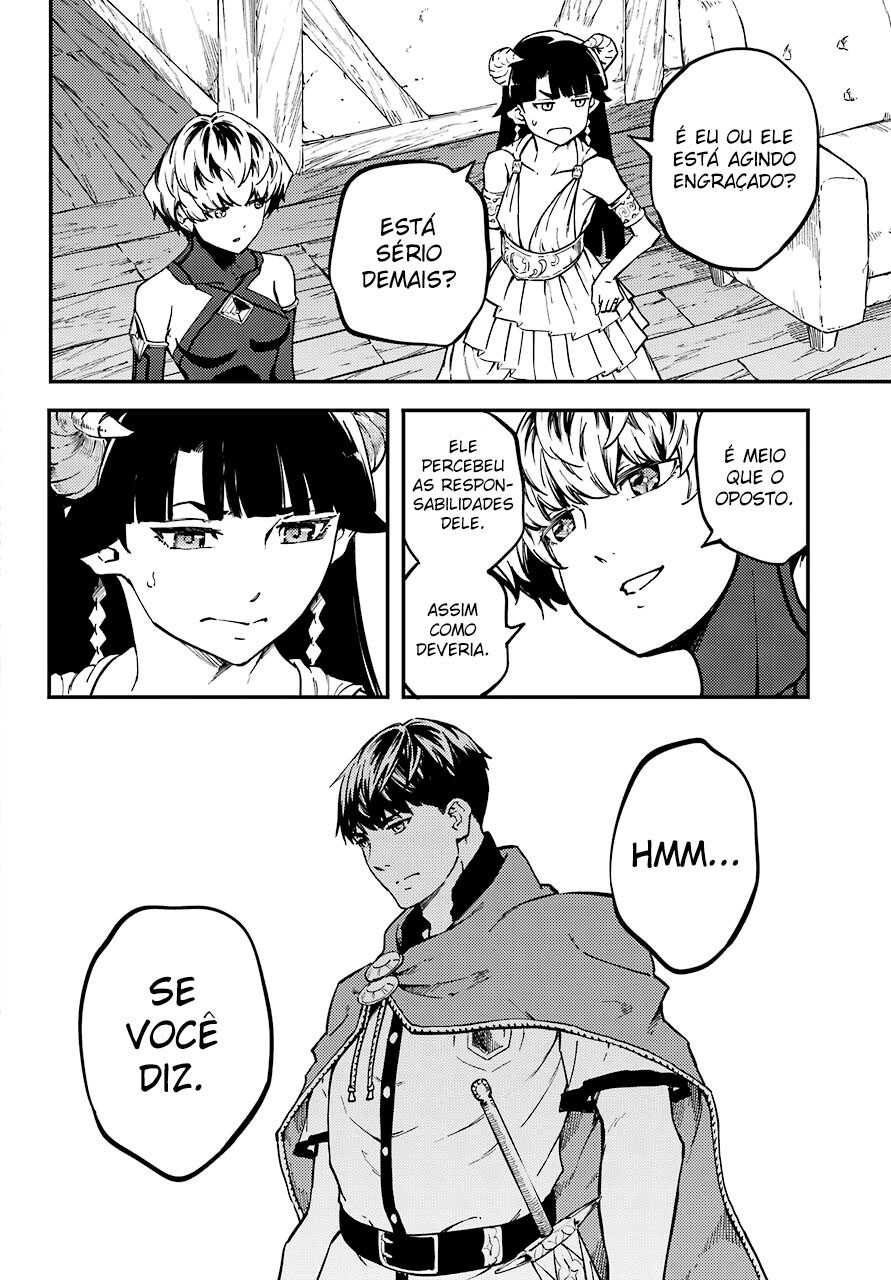 É EU OU ELE
ESTÁ AGINDO
ENGRAÇADO?
ESTÁ
SÉRIO
DEMAIS?
É MEIO
QUE O
OPOSTO.
ELE
PERCEBEU
AS RESPON-
SABILIDADES
DELE.
ASSIM
COMO
DEVERIA.
HMM...
SE
VOCÊ
DIZ.